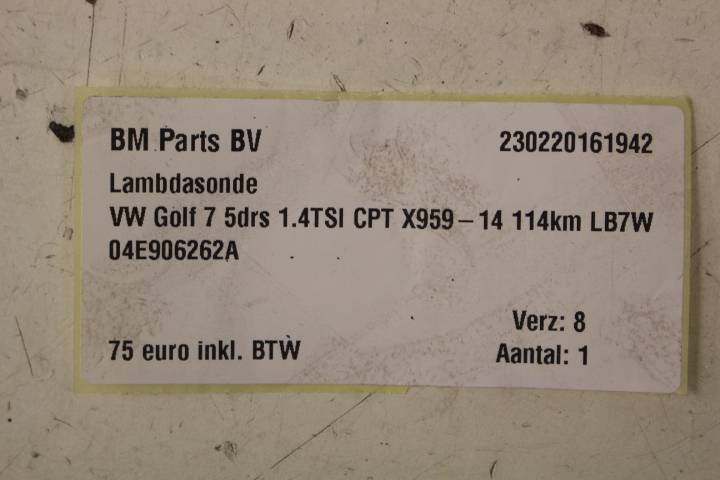 BM Parts BV 230220161942
Lambdasonde
VW Golf 7 5drs 1.4TSI CPT X959-14 114km LB7W
04E906262A
Verz: 8
75 euro inkl. BTW Aantal: 1